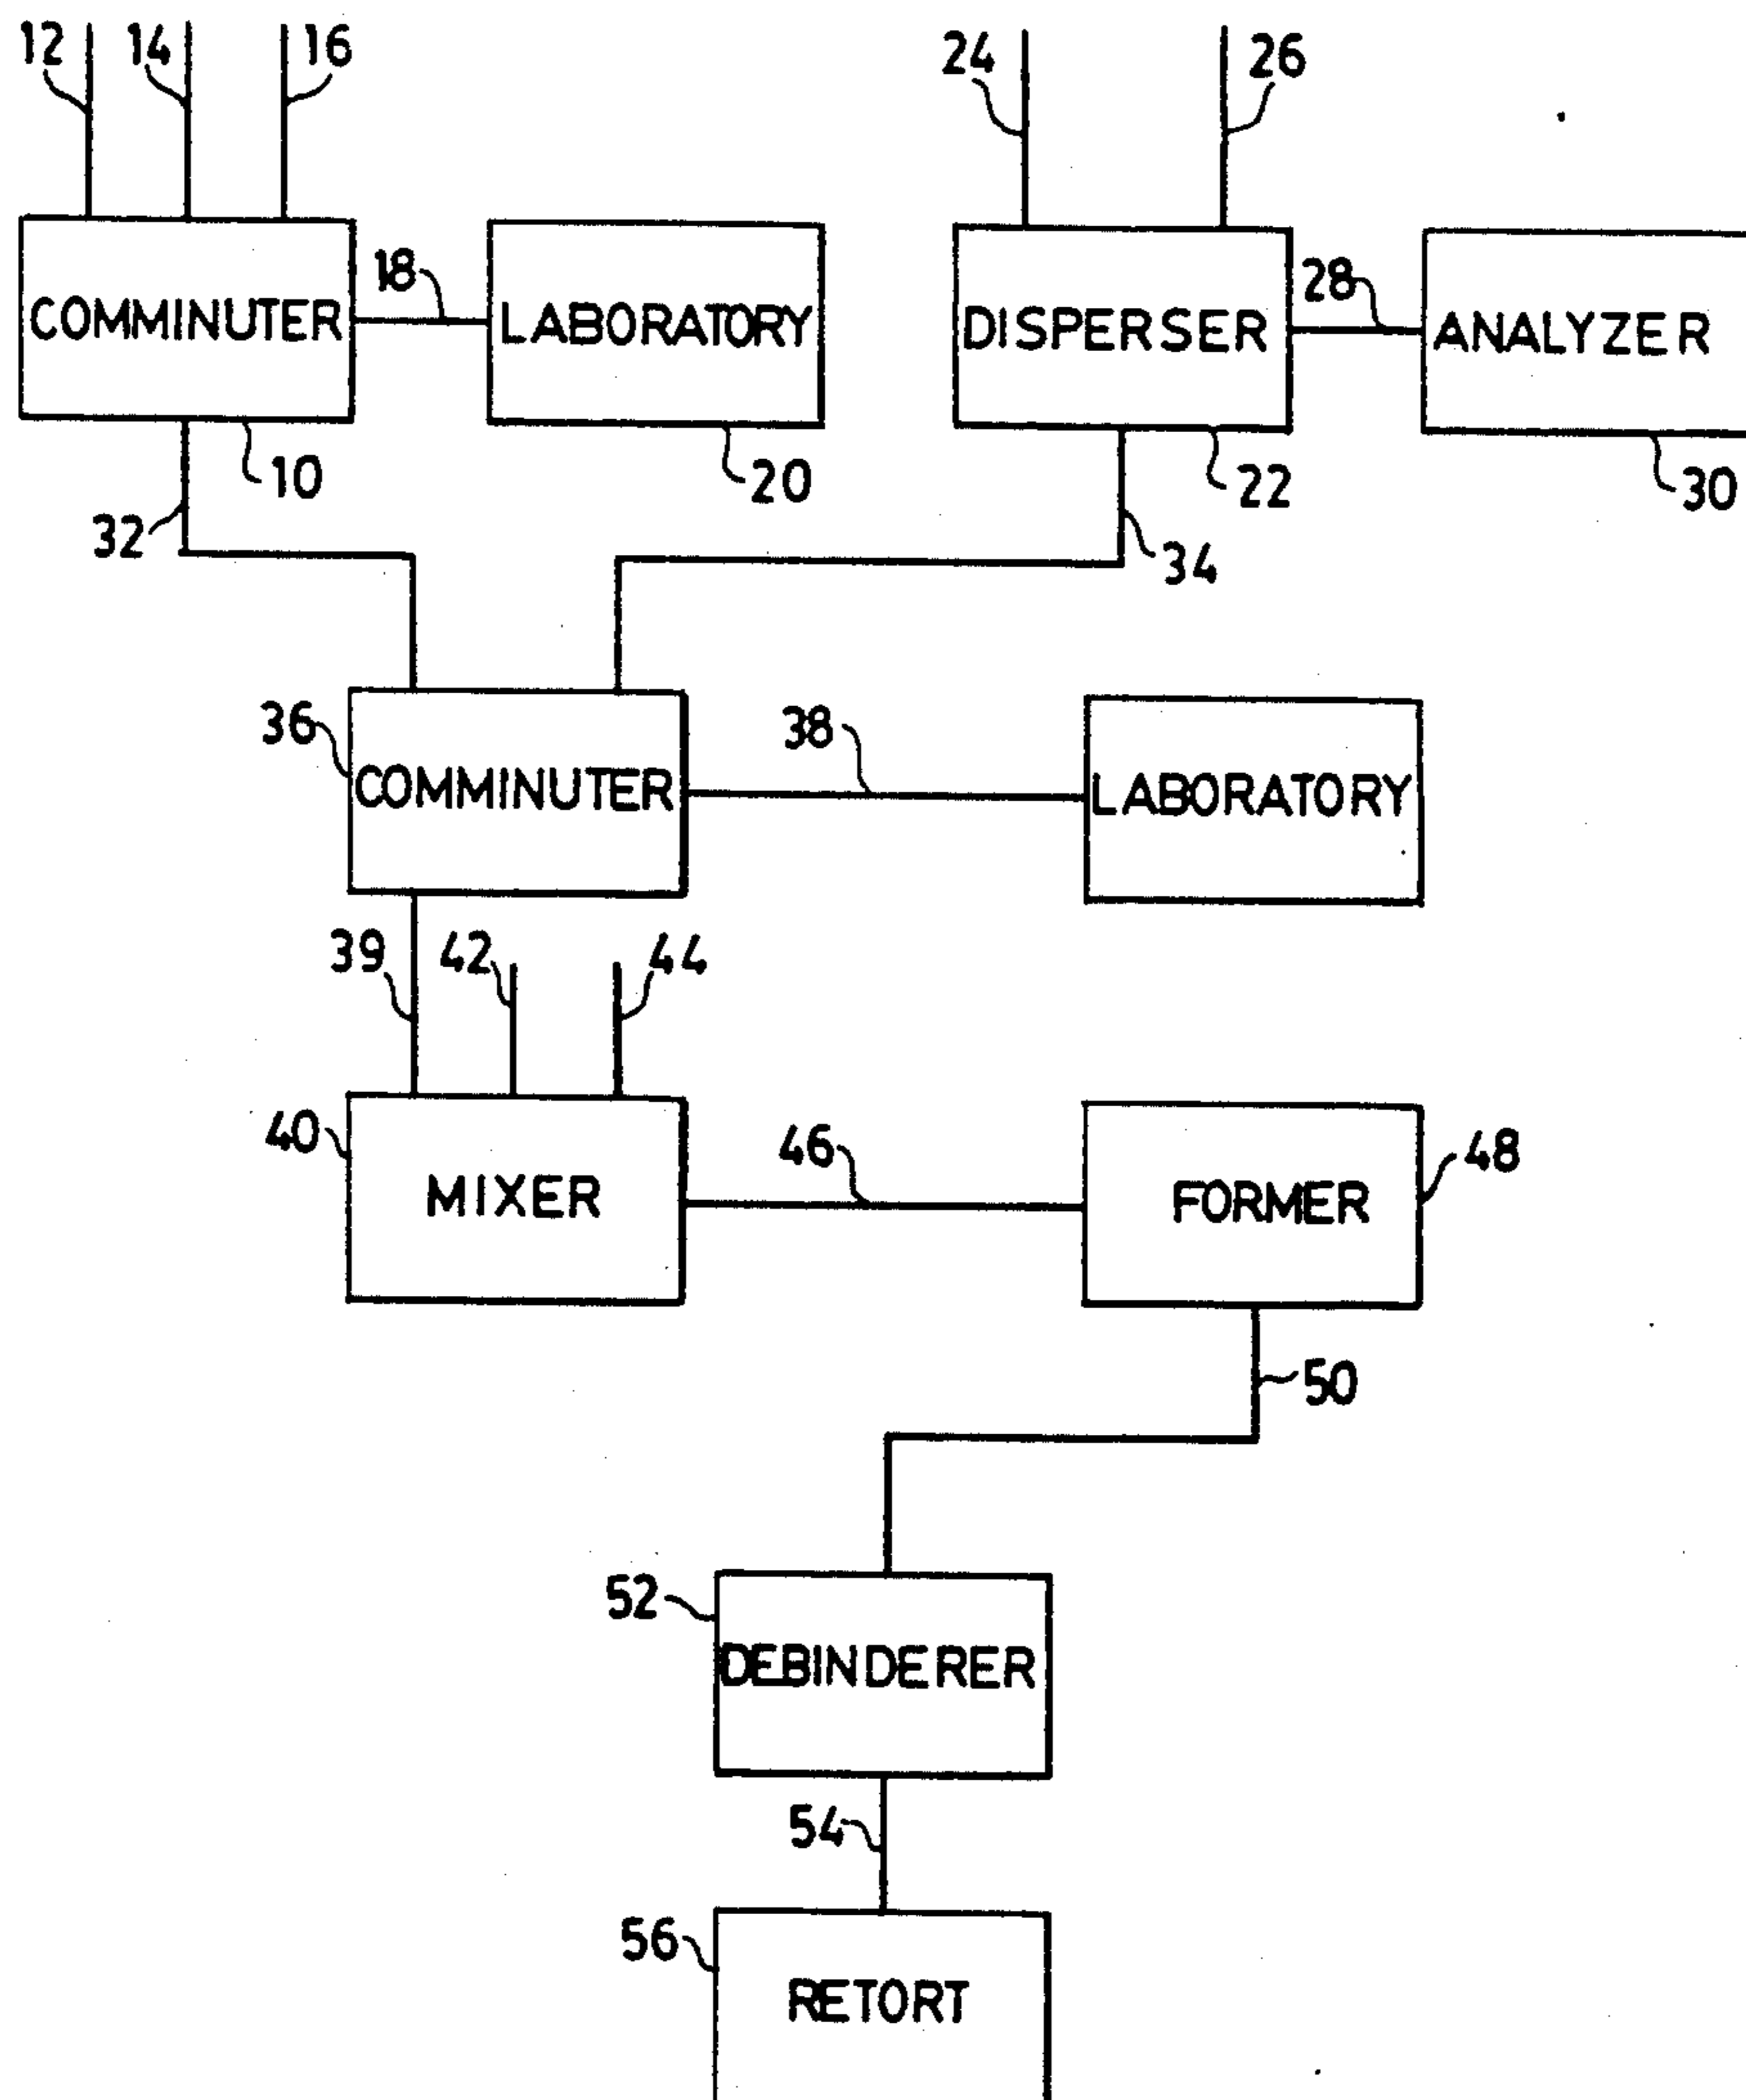 12 14 16 24 26
COMMINUTER 18 LABORATORY DISPERSER 28 ANALYZER
10 20 22 30
32 34
36 COMMINUTER 38 LABORATORY
39 42 44
40 MIXER 46 FORMER 48
50
52 DEBINDERER
54
56 RETORT